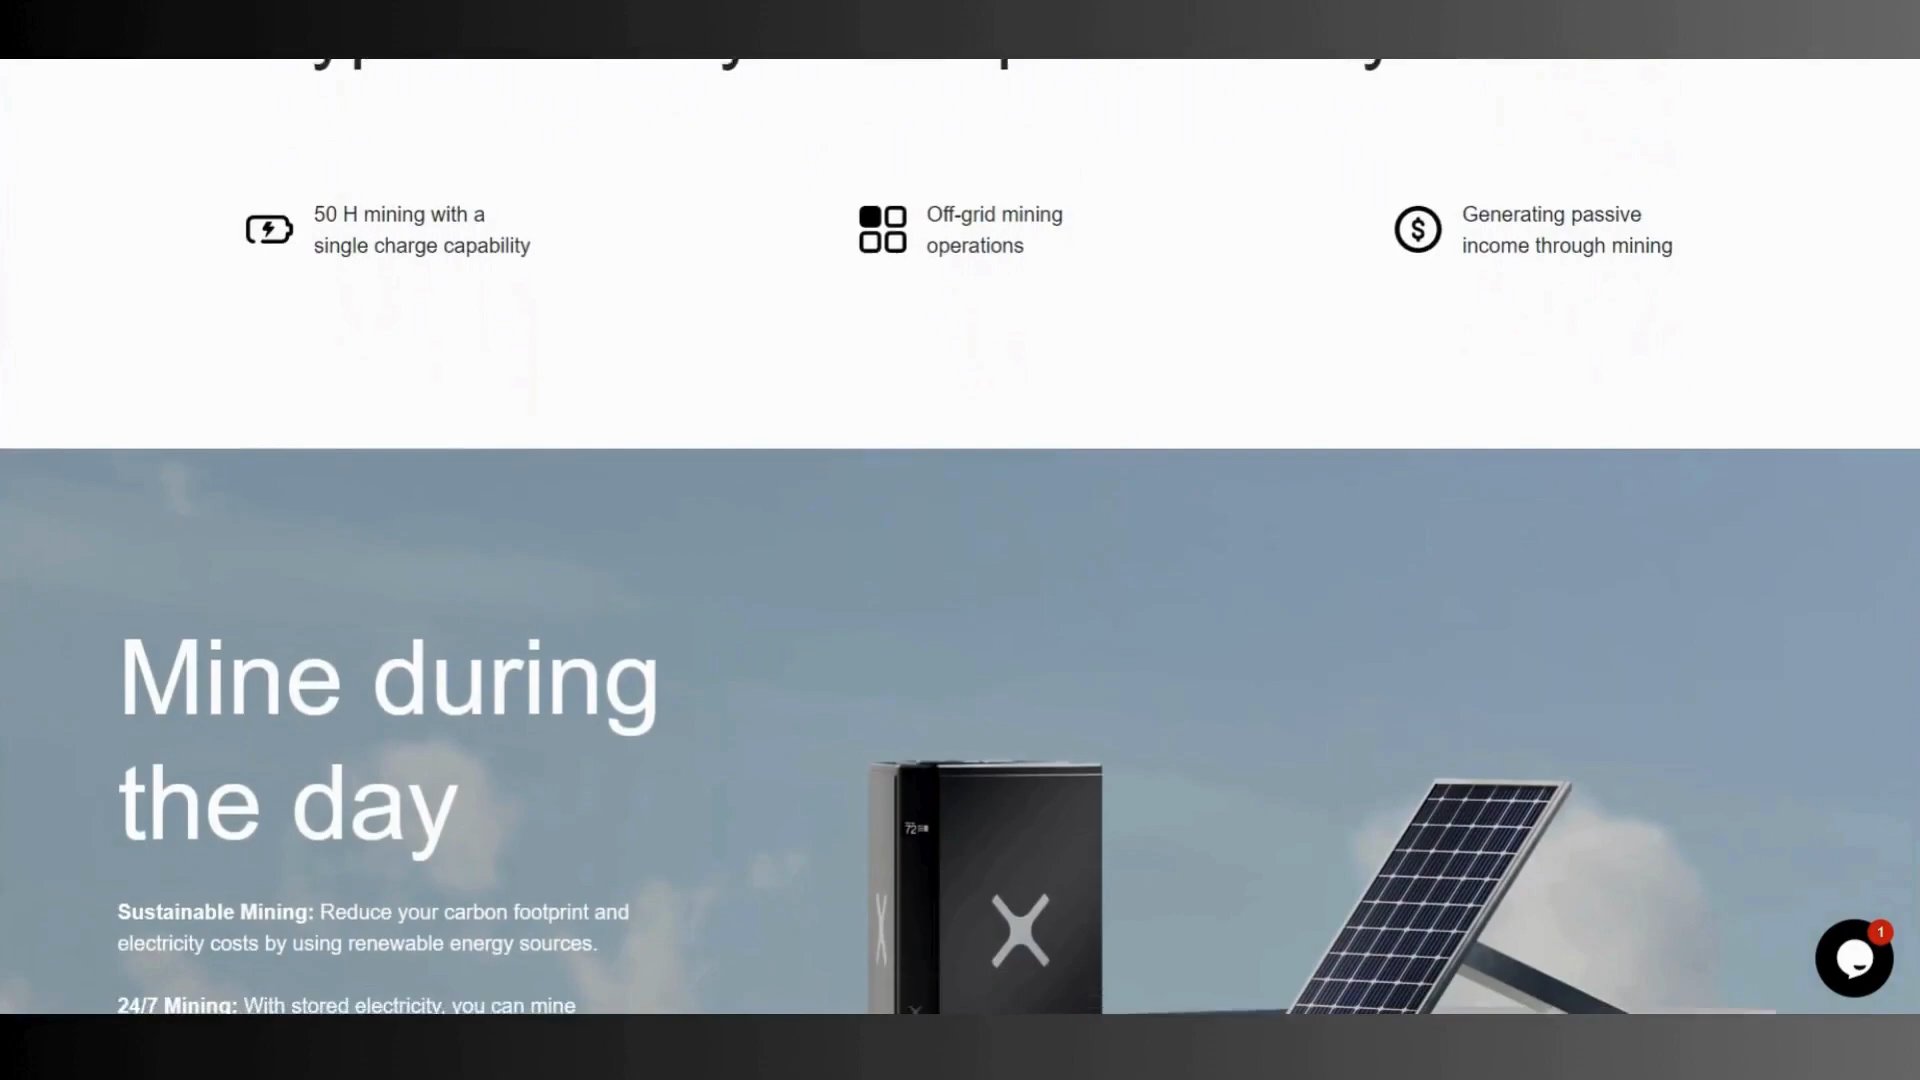 50 H mining with a
single charge capability
Off-grid mining
operations
Generating passive
income through mining
Mine during
the day
72
Sustainable Mining: Reduce your carbon footprint and
electricity costs by using renewable energy sources.
24/7 Mining: With stored electricity, you can mine
1